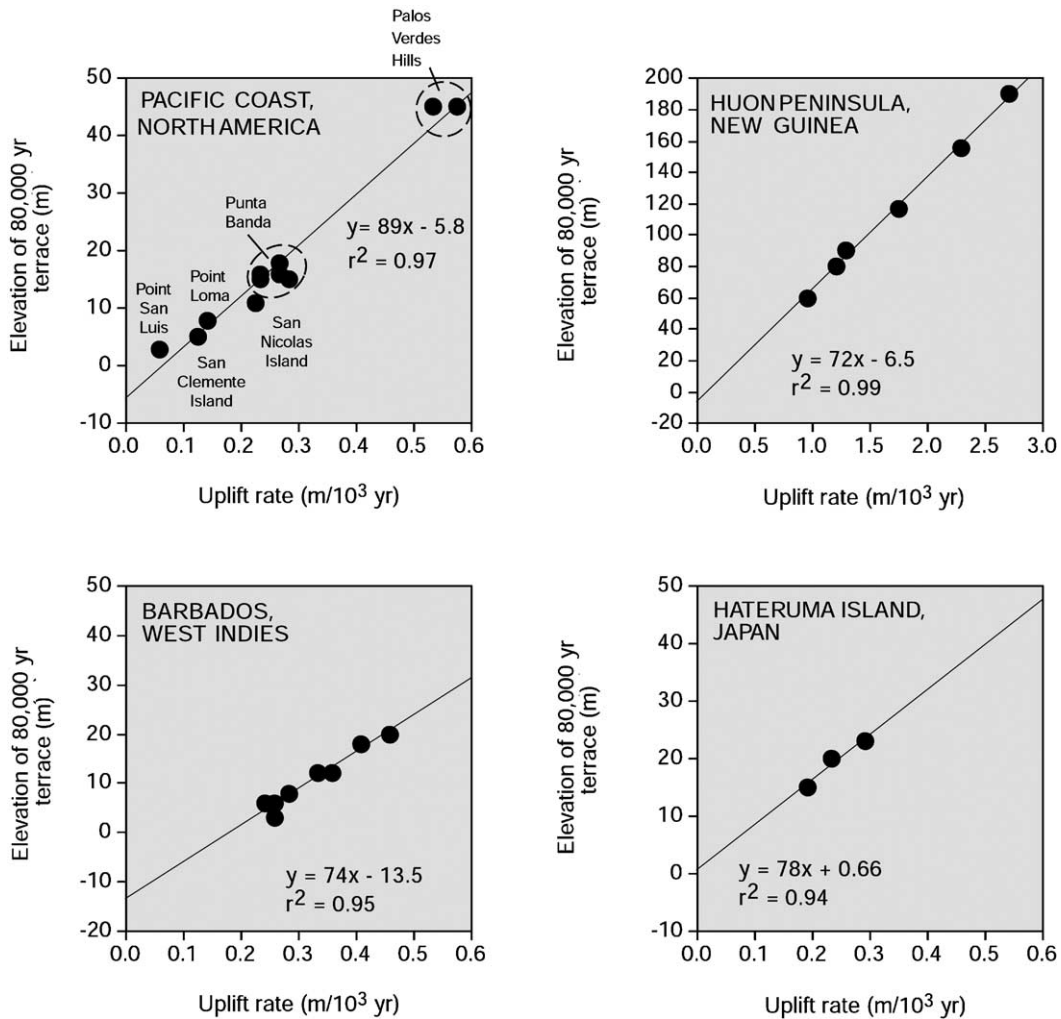 Palos
Verdes
Hills
PACIFIC COAST,
NORTH AMERICA
Punta
Banda
y= 89x - 5.8
r² = 0.97
Point
San
Luis
Point
Loma
San
Clemente
Island
San
Nicolas
Island
50
40
30
20
10
0
-10
0.0 0.1 0.2 0.3 0.4 0.5 0.6
Elevation of 80,000 yr
terrace (m)
Uplift rate (m/10³ yr)
HUON PENINSULA,
NEW GUINEA
y = 72x - 6.5
r² = 0.99
200
180
160
140
120
100
80
60
40
20
0
-20
0.0 0.5 1.0 1.5 2.0 2.5 3.0
Elevation of 80,000 yr
terrace (m)
Uplift rate (m/10³ yr)
BARBADOS,
WEST INDIES
y = 74x - 13.5
r² = 0.95
50
40
30
20
10
0
-10
-20
0.0 0.1 0.2 0.3 0.4 0.5 0.6
Elevation of 80,000 yr
terrace (m)
Uplift rate (m/10³ yr)
HATERUMA ISLAND,
JAPAN
y = 78x + 0.66
r² = 0.94
50
40
30
20
10
0
-10
0.0 0.1 0.2 0.3 0.4 0.5 0.6
Elevation of 80,000 yr
terrace (m)
Uplift rate (m/10³ yr)